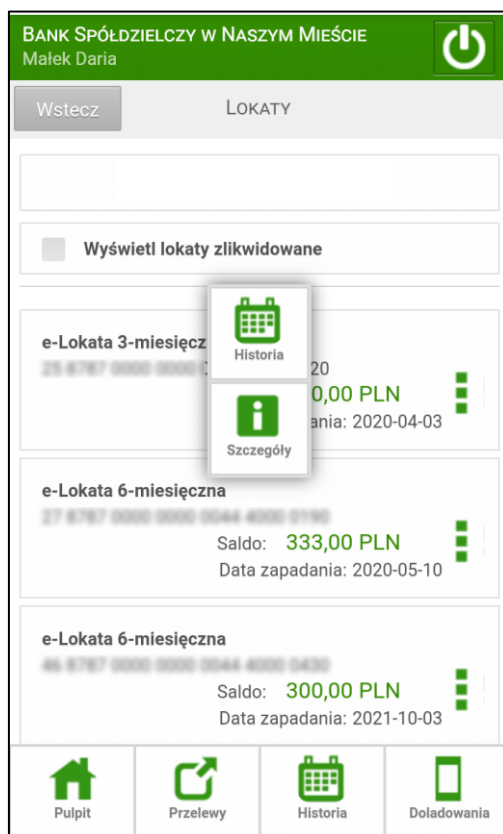 BANK SPÓŁDZIELCZY W NASZYM MIEŚCIE
Małek Daria
Wstecz
LOKATY
Wyświetl lokaty zlikwidowane
Historia
Szczegóły
e-Lokata 3-miesięcz
20
0,00 PLN
ania: 2020-04-03
e-Lokata 6-miesięczna
Saldo: 333,00 PLN
Data zapadania: 2020-05-10
e-Lokata 6-miesięczna
Saldo: 300,00 PLN
Data zapadania: 2021-10-03
Pulpit
Przelewy
Historia
Doladowania